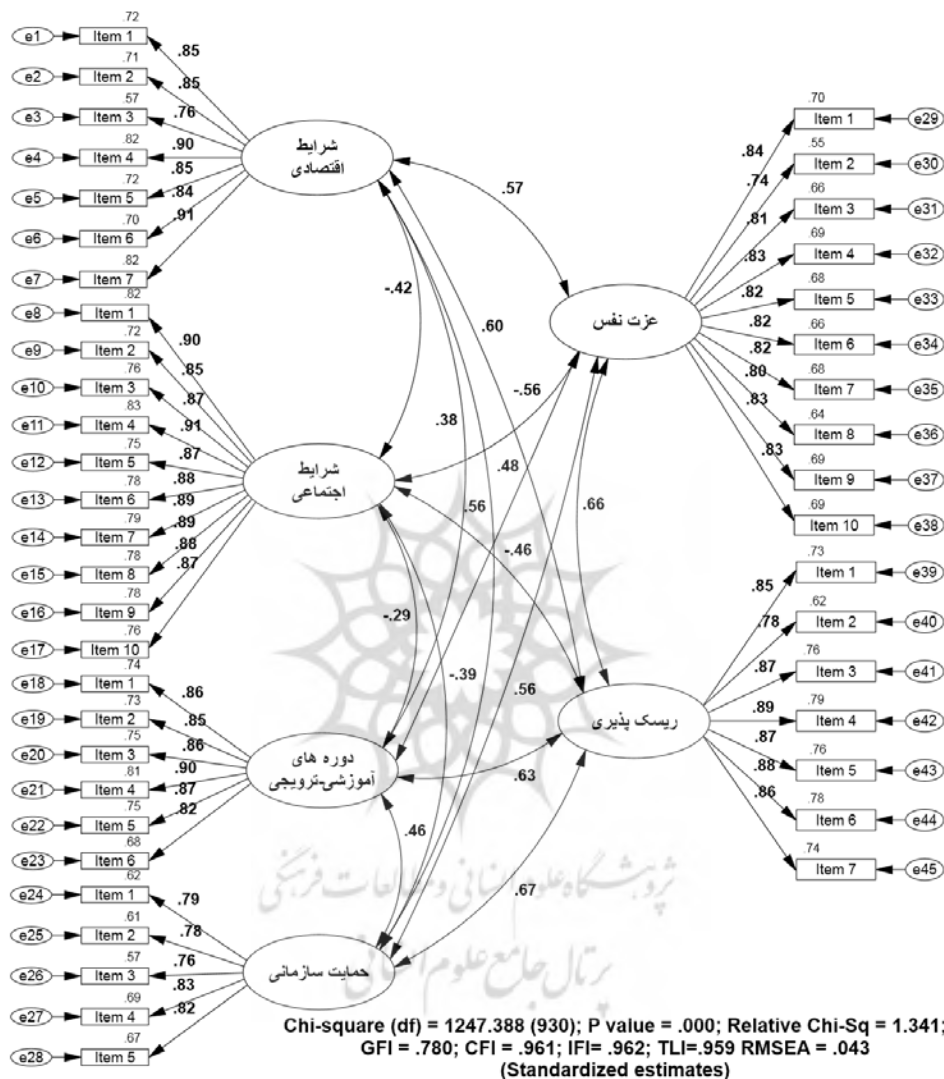 .72
e1 Item 1 .85
.71
e2 Item 2 .85
.57
e3 Item 3 .76
.82
e4 Item 4 .90
.72
e5 Item 5 .85
.70
e6 Item 6 .84
.82
e7 Item 7 .91
شرایط
اقتصادی
.82
e8 Item 1 .90
.72
e9 Item 2 .85
.76
e10 Item 3 .87
.83
e11 Item 4 .91
.75
e12 Item 5 .87
.78
e13 Item 6 .88
.79
e14 Item 7 .89
.78
e15 Item 8 .89
.78
e16 Item 9 .88
.76
e17 Item 10 .87
شرایط
اجتماعی
.74
e18 Item 1 .86
.73
e19 Item 2 .85
.75
e20 Item 3 .86
.81
e21 Item 4 .90
.75
e22 Item 5 .87
.68
e23 Item 6 .82
دوره های
آموزشی-ترویجی
.62
e24 Item 1 .79
.61
e25 Item 2 .78
.57
e26 Item 3 .76
.69
e27 Item 4 .83
.67
e28 Item 5 .82
حمایت سازمانی
.57
-.42
.60
-.56
.38
.48
.56
.66
-.46
-.29
-.39
.56
.63
.46
.67
عزت نفس
.70
.84 Item 1 e29
.55
.74 Item 2 e30
.66
.81 Item 3 e31
.69
.83 Item 4 e32
.68
.82 Item 5 e33
.66
.82 Item 6 e34
.68
.82 Item 7 e35
.64
.80 Item 8 e36
.69
.83 Item 9 e37
.69
.83 Item 10 e38
ریسک پذیری
.73
.85 Item 1 e39
.62
.78 Item 2 e40
.76
.87 Item 3 e41
.79
.89 Item 4 e42
.76
.87 Item 5 e43
.78
.88 Item 6 e44
.74
.86 Item 7 e45
پژوهشگاه علوم انسانی و مطالعات فرهنگی
پرتال جامع علوم انسانی
Chi-square (df) = 1247.388 (930); P value = .000; Relative Chi-Sq = 1.341;
GFI = .780; CFI = .961; IFI= .962; TLI=.959 RMSEA = .043
(Standardized estimates)